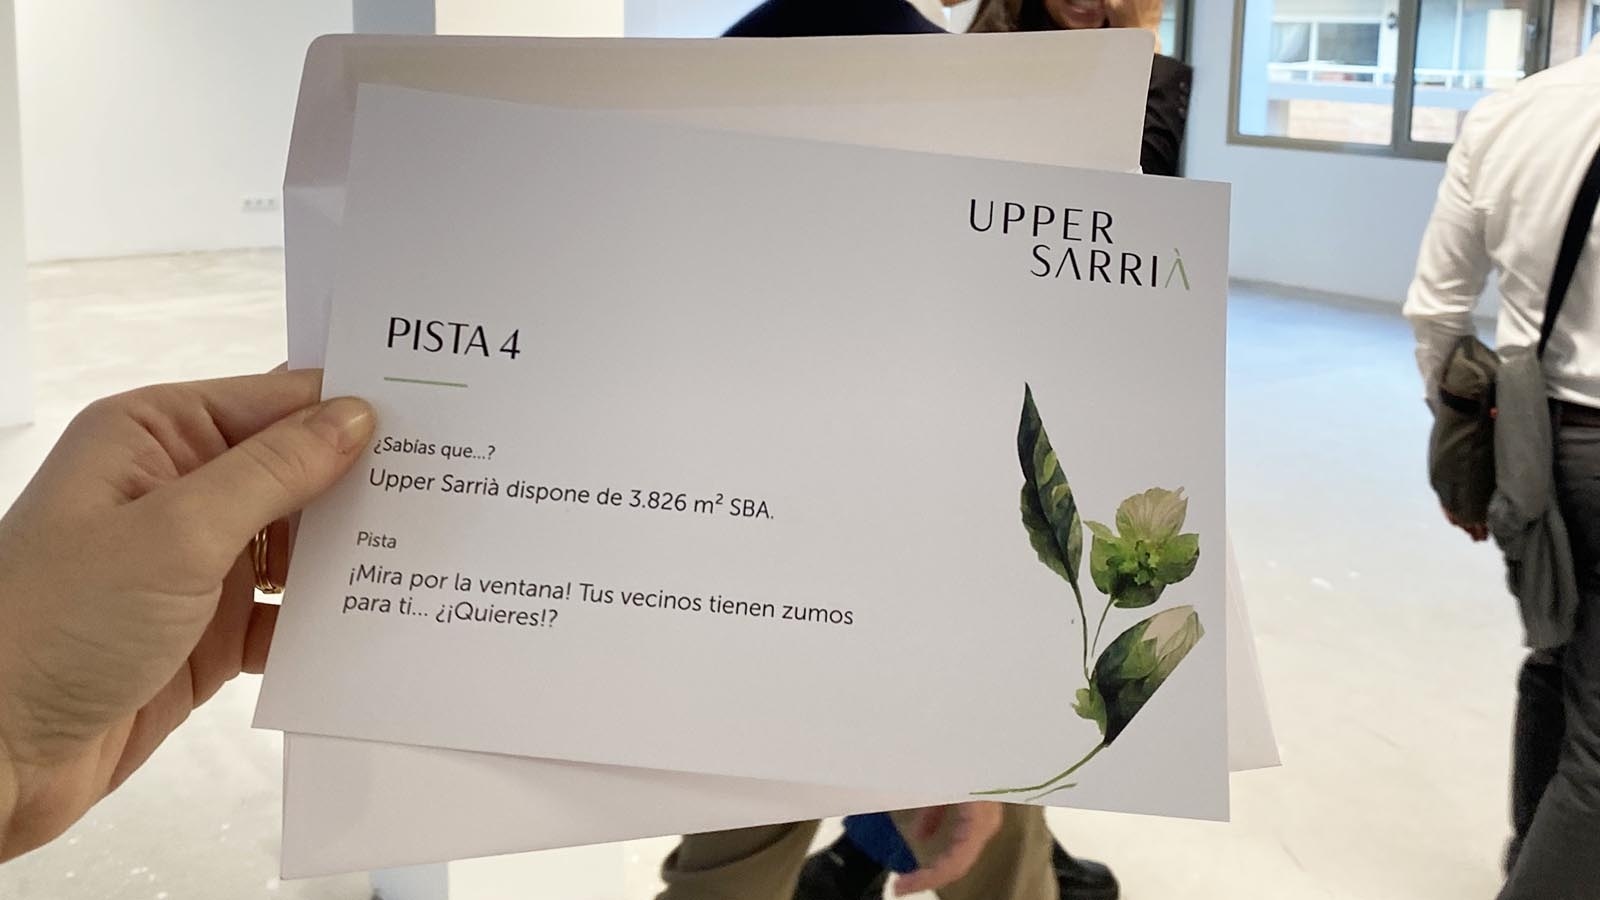 UPPER
SARRIÀ
PISTA 4
¿Sabías que...?
Upper Sarrià dispone de 3.826 m² SBA.
Pista
¡Mira por la ventana! Tus vecinos tienen zumos
para ti... ¿¡Quieres!?